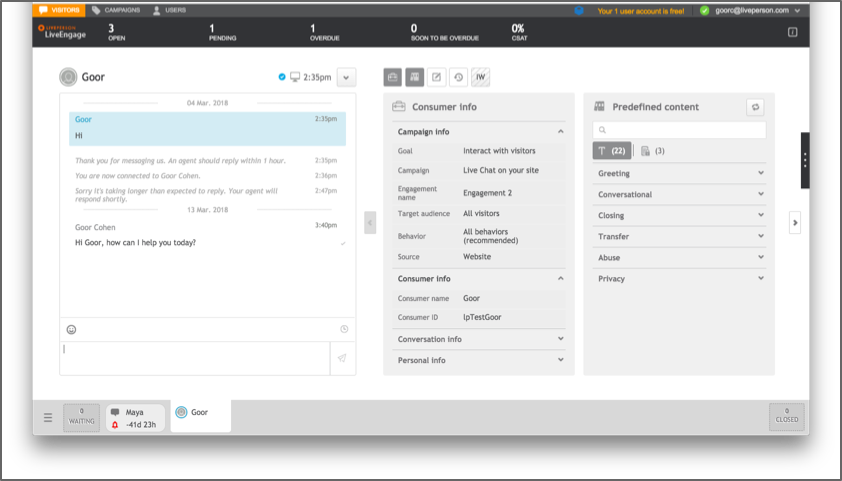 VISITORS CAMPAIGNS USERS Your 1 user account is free! goorc@liveperson.com
LIVEPERSON
LiveEngage
3 1 1 0 0%
OPEN PENDING OVERDUE SOON TO BE OVERDUE CSAT
Goor 2:35pm
04 Mar. 2018
Goor 2:35pm
Hi
Thank you for messaging us. An agent should reply within 1 hour. 2:35pm
You are now connected to Goor Cohen. 2:36pm
Sorry it's taking longer than expected to reply. Your agent will 2:47pm
respond shortly.
13 Mar. 2018
Goor Cohen 3:40pm
Hi Goor, how can I help you today?
IW
Consumer info
Campaign info
Goal Interact with visitors
Campaign Live Chat on your site
Engagement
name Engagement 2
Target audience All visitors
Behavior All behaviors
(recommended)
Source Website
Consumer info
Consumer name Goor
Consumer ID lpTestGoor
Conversation info
Personal info
Predefined content
T (22) (3)
Greeting
Conversational
Closing
Transfer
Abuse
Privacy
0
WAITING
Maya
-41d 23h
Goor
0
CLOSED